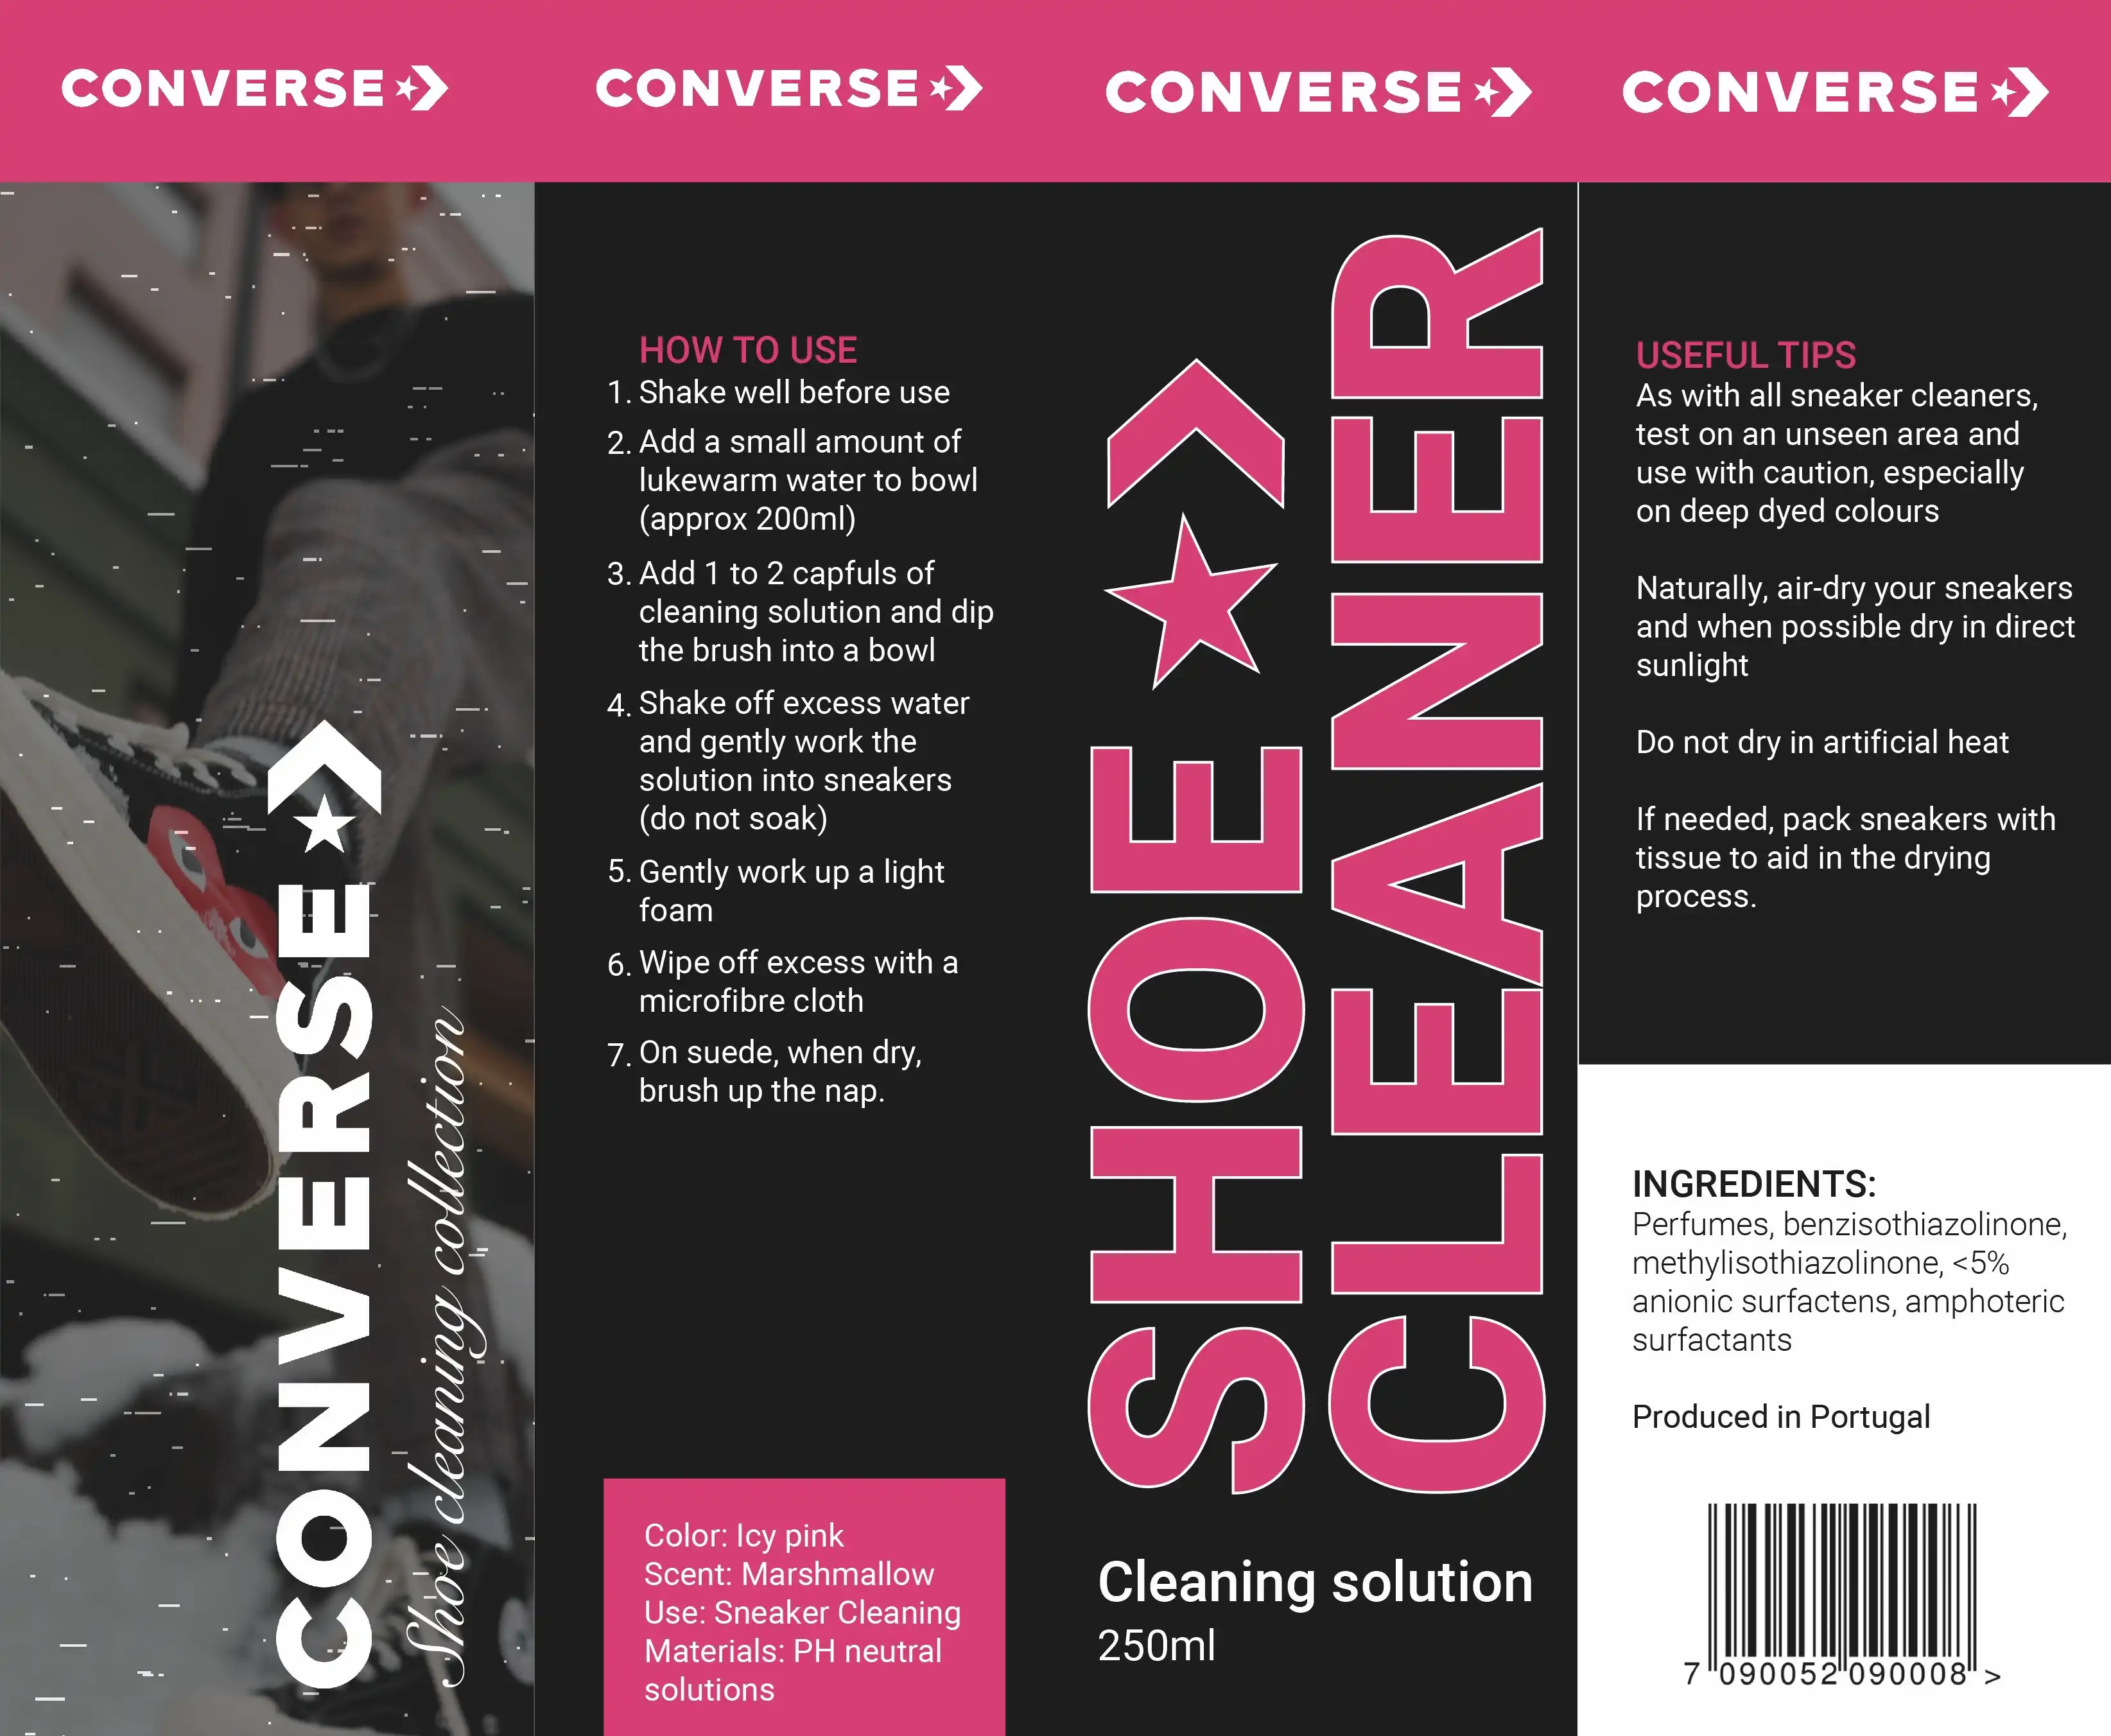 CONVERSE
CONVERSE
CONVERSE
CONVERSE
CONVERSE
Shoe cleaning collection
HOW TO USE
1. Shake well before use
2. Add a small amount of
lukewarm water to bowl
(approx 200ml)
3. Add 1 to 2 capfuls of
cleaning solution and dip
the brush into a bowl
4. Shake off excess water
and gently work the
solution into sneakers
(do not soak)
5. Gently work up a light
foam
6. Wipe off excess with a
microfibre cloth
7. On suede, when dry,
brush up the nap.
Color: Icy pink
Scent: Marshmallow
Use: Sneaker Cleaning
Materials: PH neutral
solutions
SHOE
CLEANER
Cleaning solution
250ml
USEFUL TIPS
As with all sneaker cleaners,
test on an unseen area and
use with caution, especially
on deep dyed colours
Naturally, air-dry your sneakers
and when possible dry in direct
sunlight
Do not dry in artificial heat
If needed, pack sneakers with
tissue to aid in the drying
process.
INGREDIENTS:
Perfumes, benzisothiazolinone,
methylisothiazolinone, <5%
anionic surfactens, amphoteric
surfactants
Produced in Portugal
7 090052 090008 >